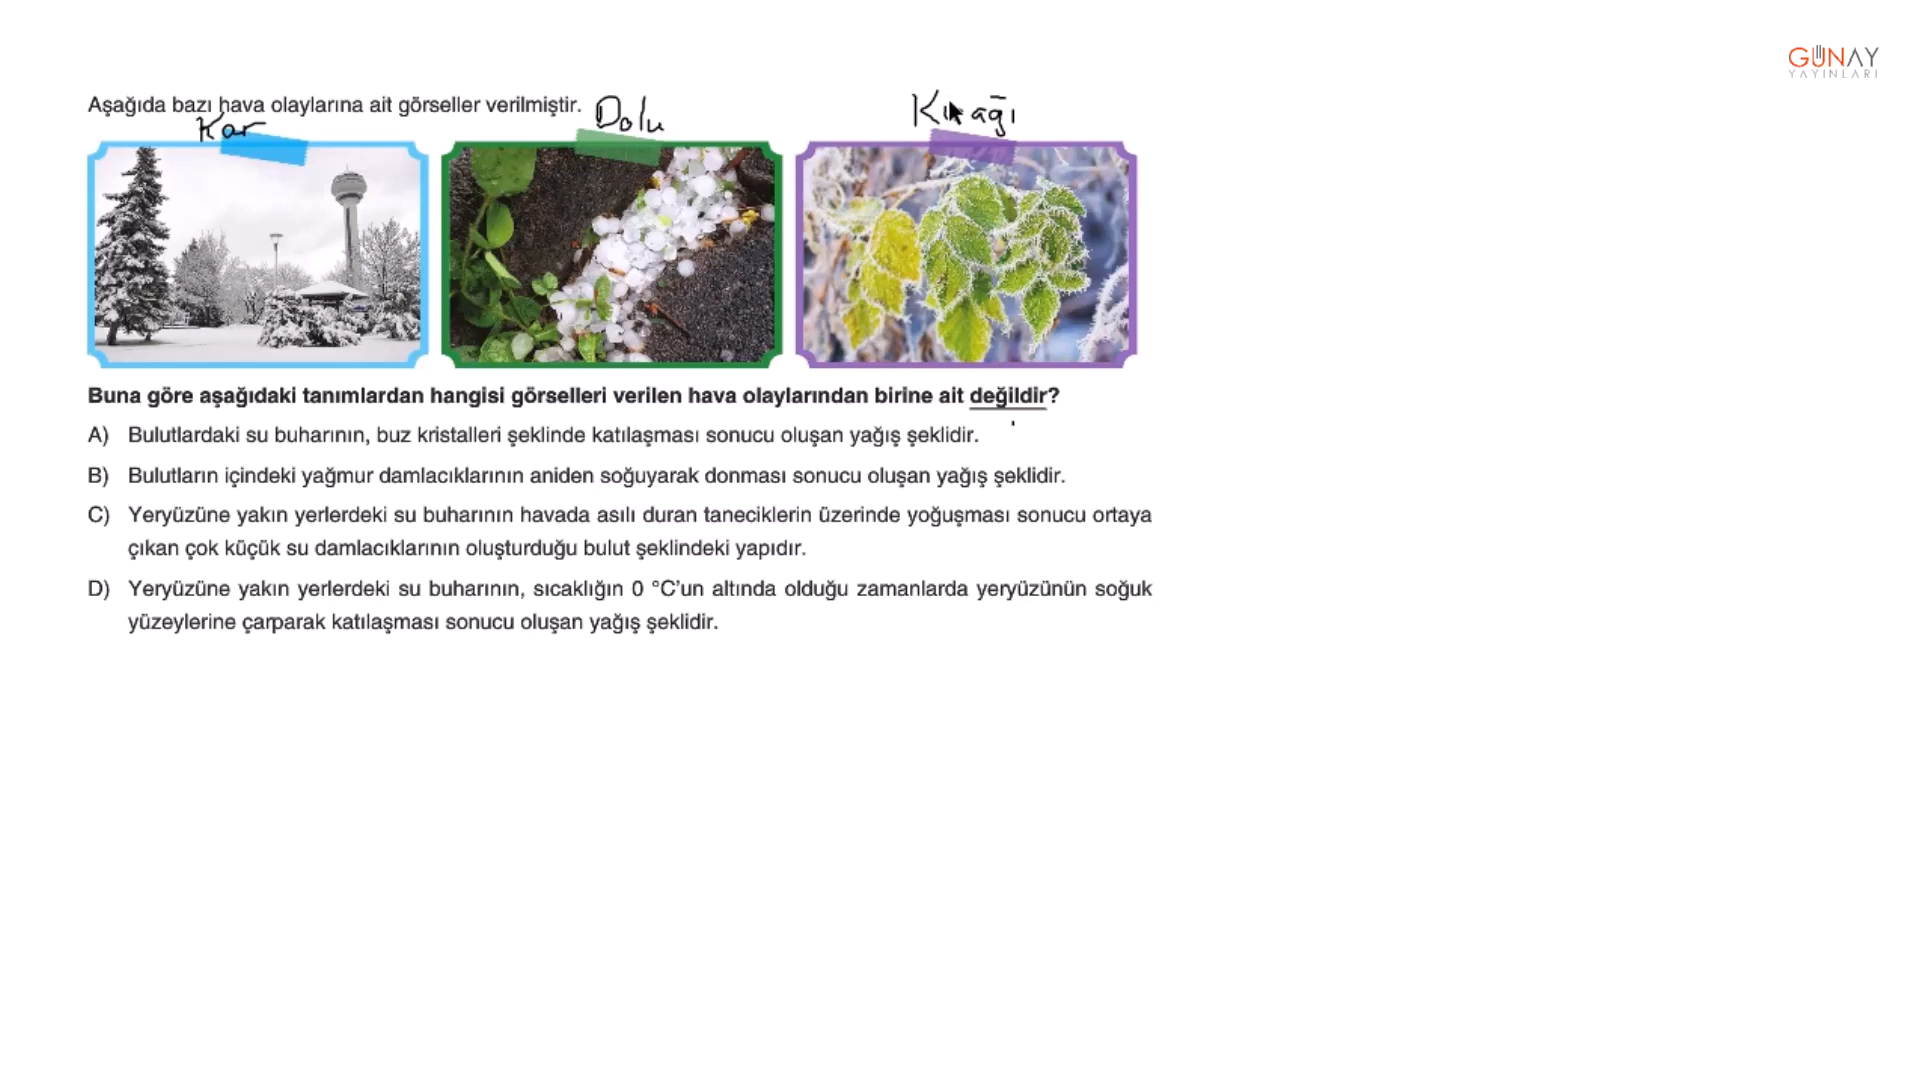 GÜNAY
YAYINLARI
Aşağıda bazı hava olaylarına ait görseller verilmiştir.
Kar
Dolu
Kırağı
Buna göre aşağıdaki tanımlardan hangisi görselleri verilen hava olaylarından birine ait değildir?
A) Bulutlardaki su buharının, buz kristalleri şeklinde katılaşması sonucu oluşan yağış şeklidir.
B) Bulutların içindeki yağmur damlacıklarının aniden soğuyarak donması sonucu oluşan yağış şeklidir.
C) Yeryüzüne yakın yerlerdeki su buharının havada asılı duran taneciklerin üzerinde yoğuşması sonucu ortaya
çıkan çok küçük su damlacıklarının oluşturduğu bulut şeklindeki yapıdır.
D) Yeryüzüne yakın yerlerdeki su buharının, sıcaklığın 0 °C'un altında olduğu zamanlarda yeryüzünün soğuk
yüzeylerine çarparak katılaşması sonucu oluşan yağış şeklidir.